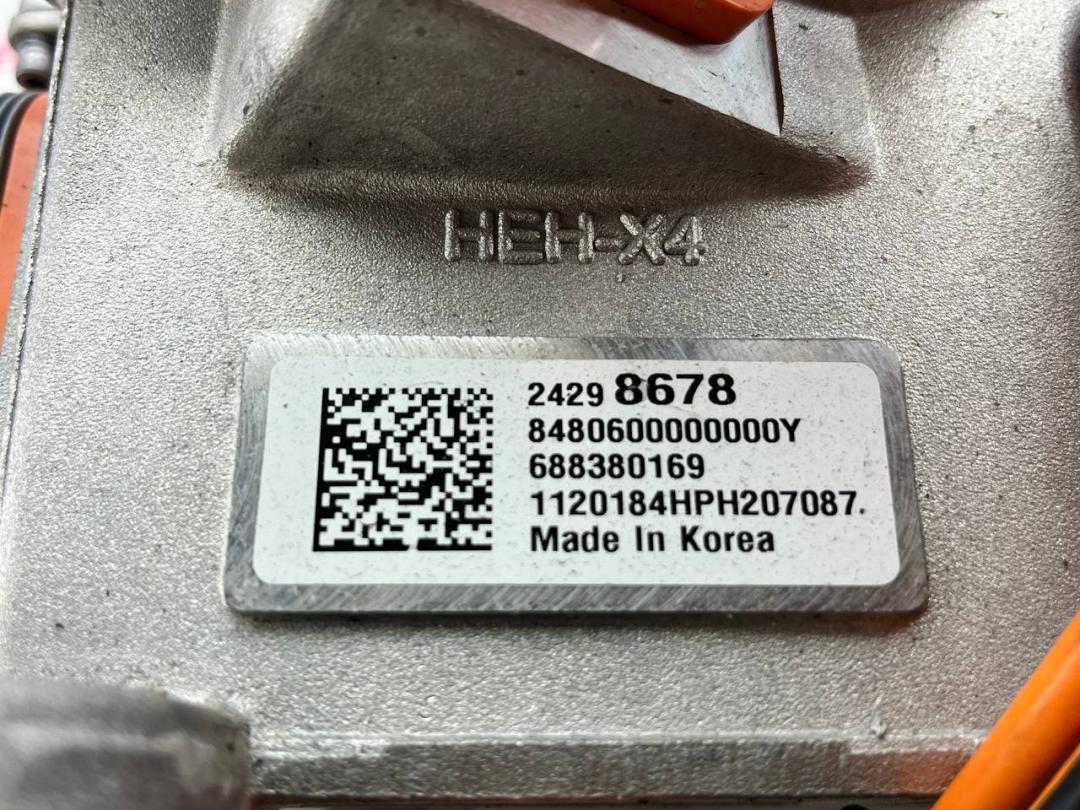 HEH-X4
2429 8678
8480600000000Y
688380169
1120184HPH207087.
Made In Korea